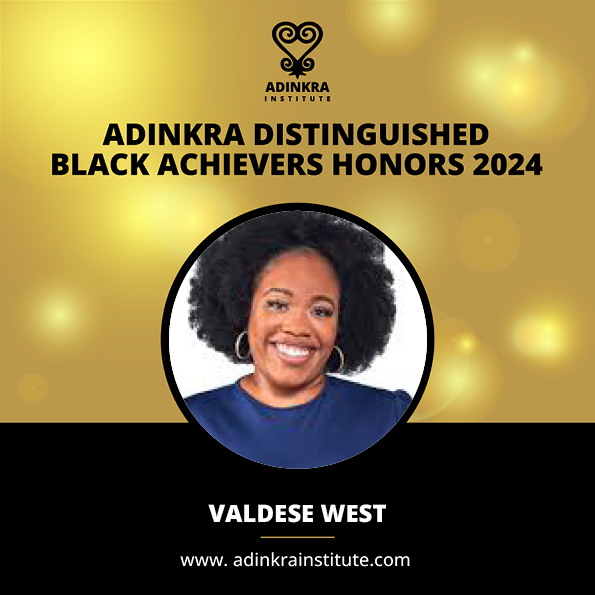 ADINKRA
INSTITUTE
ADINKRA DISTINGUISHED
BLACK ACHIEVERS HONORS 2024
VALDESE WEST
www. adinkrainstitute.com